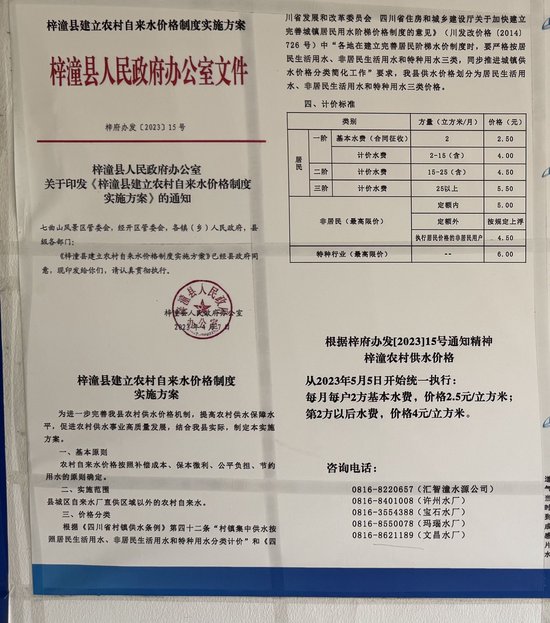 梓潼县建立农村自来水价格制度实施方案
梓潼县人民政府办公室文件
梓府办发〔2023〕15号
梓潼县人民政府办公室
关于印发《梓潼县建立农村自来水价格制度
实施方案》的通知
七曲山风景区管委会，经开区管委会，各镇（乡）人民政府，县
级各部门：
《梓潼县建立农村自来水价格制度实施方案》已经县政府同
意，现印发给你们，请认真贯彻执行。
梓潼县人民政府办公室
2023年4月7日
梓潼县人民政府
办公室
梓潼县建立农村自来水价格制度
实施方案
为进一步完善我县农村供水价格机制，提高农村供水保障水
平，促进农村供水事业高质量发展，结合我县实际，制定本实施
方案。
一、基本原则
农村自来水价格按照补偿成本、保本微利、公平负担、节约
用水的原则确定。
二、实施范围
县城区自来水厂直供区域以外的农村自来水。
三、价格分类
根据《四川省村镇供水条例》第四十二条“村镇集中供水按
照居民生活用水、非居民生活用水和特种用水分类计价”和《四
川省发展和改革委员会 四川省住房和城乡建设厅关于加快建立
完善城镇居民用水阶梯价格制度的意见》（川发改价格〔2014〕
726号）中“各地在建立完善居民阶梯水价制度时，要严格按居
民生活用水、非居民生活用水和特种用水三类，同步推进城镇供
水价格分类简化工作”要求，我县供水价格划分为居民生活用
水、非居民生活用水和特种用水三类价格。
四、计价标准
类别 方量（立方米/月） 价格（元）
居民 一阶 基本水费（合同征收） 2 2.50
计价水费 2-15（含） 4.00
二阶 计价水费 15-25（含） 4.50
三阶 计价水费 25以上 5.50
非居民（最高限价） 定额内 5.00
定额外 按规定上浮
执行居民价格的非居民用户 4.50
特种行业（最高限价） -- 6.00
根据梓府办发[2023]15号通知精神
梓潼农村供水价格
从2023年5月5日开始统一执行：
每月每户2方基本水费，价格2.5元/立方米；
第2方以后水费，价格4元/立方米。
咨询电话：
0816-8220657（汇智潼水源公司）
0816-8401008（许州水厂）
0816-3554388（宝石水厂）
0816-8550078（玛瑙水厂）
0816-8621189（文昌水厂）